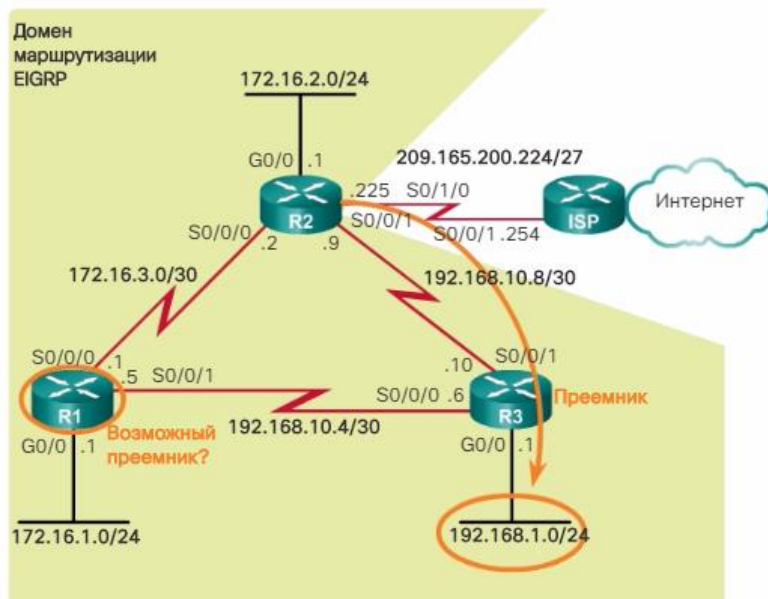 Домен
маршрутизации
EIGRP
172.16.2.0/24
G0/0 .1
209.165.200.224/27
.225 S0/1/0
R2
S0/0/1
ISP
Интернет
S0/0/1 .254
S0/0/0 .2 .9
172.16.3.0/30
192.168.10.8/30
S0/0/0 .1
.10 S0/0/1
.5 S0/0/1
S0/0/0 .6
Преемник
R1
R3
Возможный
преемник?
192.168.10.4/30
G0/0 .1
G0/0 .1
172.16.1.0/24
192.168.1.0/24